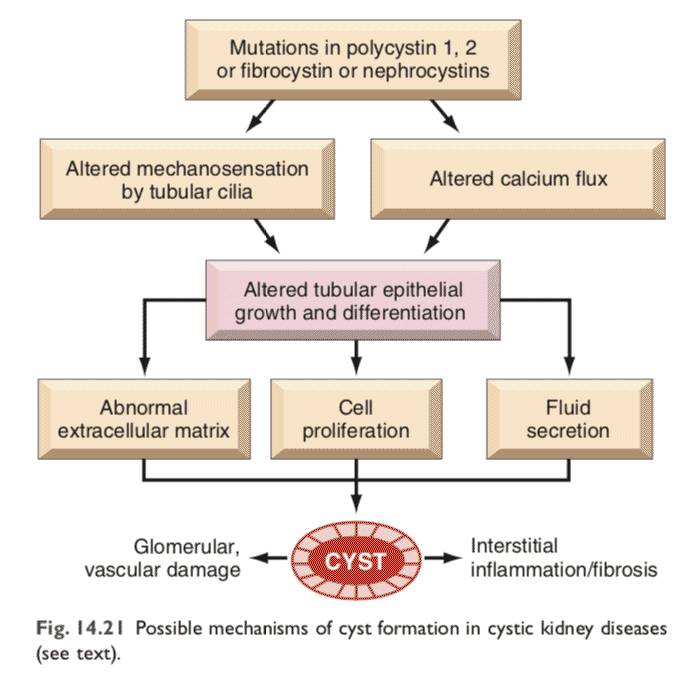 Mutations in polycystin 1, 2
or fibrocystin or nephrocystins
Altered mechanosensation
by tubular cilia
Altered calcium flux
Altered tubular epithelial
growth and differentiation
Abnormal
extracellular matrix
Cell
proliferation
Fluid
secretion
Glomerular,
vascular damage
CYST
Interstitial
inflammation/fibrosis
Fig. 14.21 Possible mechanisms of cyst formation in cystic kidney diseases
(see text).